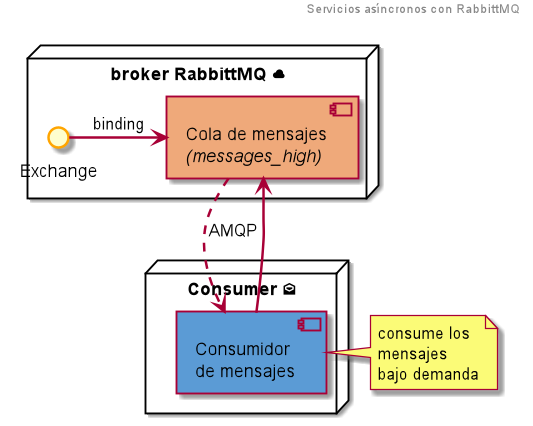 Servicios asíncronos con RabbittMQ
broker RabbittMQ
binding
Cola de mensajes
(messages_high)
Exchange
AMQP
Consumer
Consumidor
de mensajes
consume los
mensajes
bajo demanda